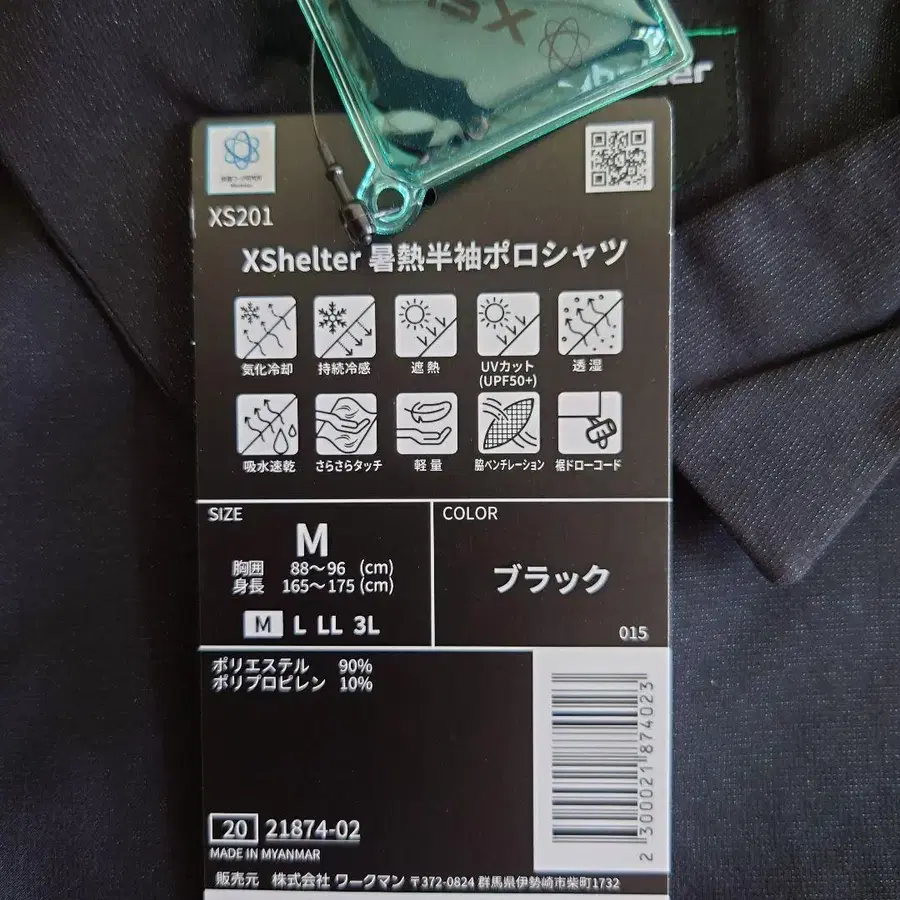 XS201
XShelter 暑熱半袖ポロシャツ
気化冷却
持続冷感
遮熱
UVカット
(UPF50+)
透湿
吸水速乾
さらさらタッチ
軽量
脇ベンチレーション
裾ドローコード
SIZE
M
胸囲 88～96 (cm)
身長 165～175 (cm)
M L LL 3L
COLOR
ブラック
015
ポリエステル 90%
ポリプロピレン 10%
2 300021 874023
20 21874-02
MADE IN MYANMAR
販売元 株式会社 ワークマン 〒372-0824 群馬県伊勢崎市柴町1732